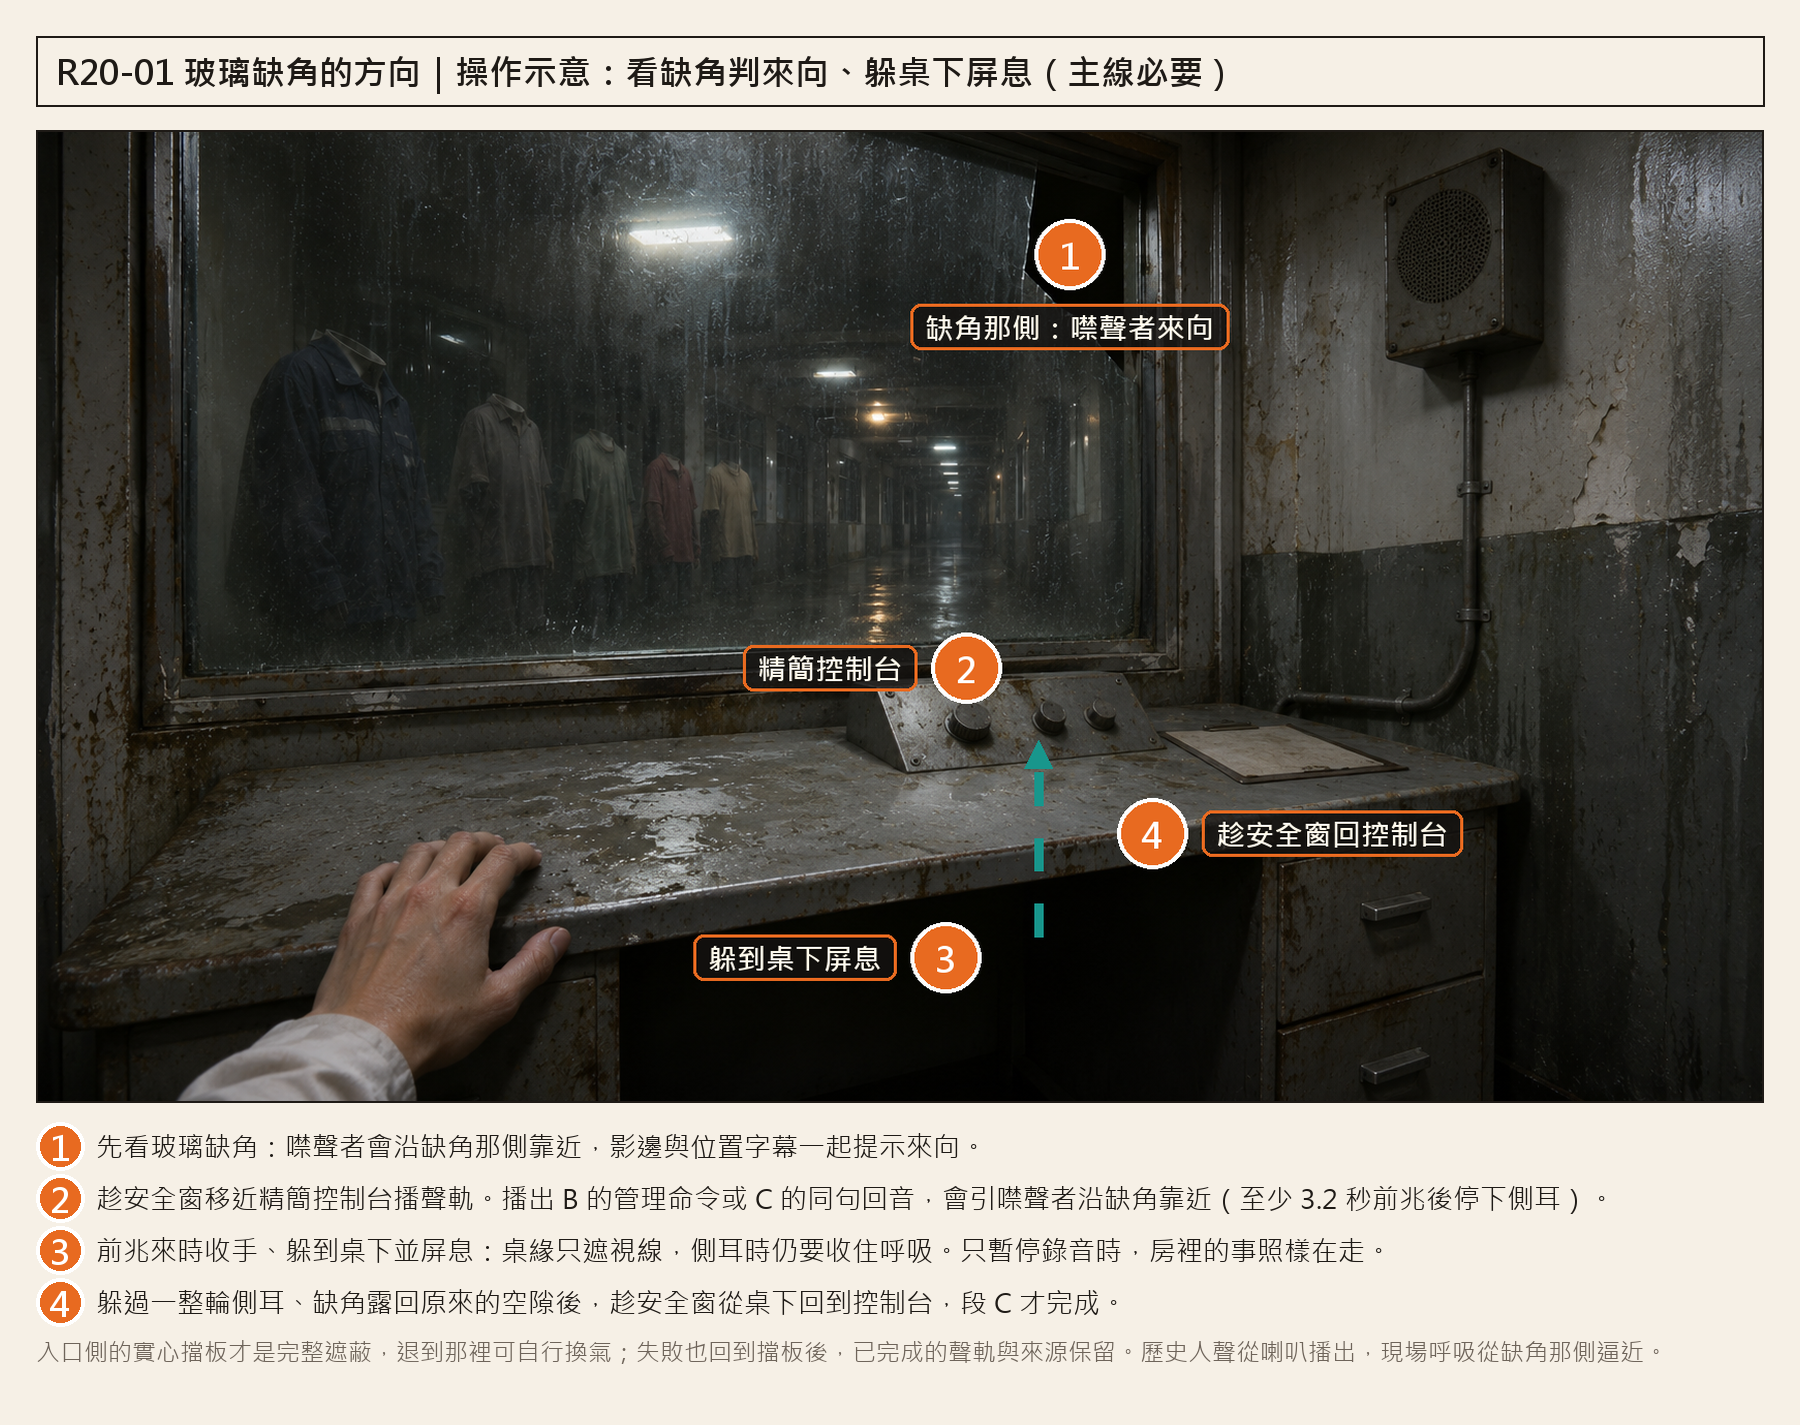 R20-01 玻璃缺角的方向｜操作示意：看缺角判來向、躲桌下屏息（主線必要）
1
缺角那側：噤聲者來向
精簡控制台 2
4 趁安全窗回控制台
躲到桌下屏息 3
1 先看玻璃缺角：噤聲者會沿缺角那側靠近，影邊與位置字幕一起提示來向。
2 趁安全窗移近精簡控制台播聲軌。播出 B 的管理命令或 C 的同句回音，會引噤聲者沿缺角靠近（至少 3.2 秒前兆後停下側耳）。
3 前兆來時收手、躲到桌下並屏息：桌緣只遮視線，側耳時仍要收住呼吸。只暫停錄音時，房裡的事照樣在走。
4 躲過一整輪側耳、缺角露回原來的空隙後，趁安全窗從桌下回到控制台，段 C 才完成。
入口側的實心擋板才是完整遮蔽，退到那裡可自行換氣；失敗也回到擋板後，已完成的聲軌與來源保留。歷史人聲從喇叭播出，現場呼吸從缺角那側逼近。